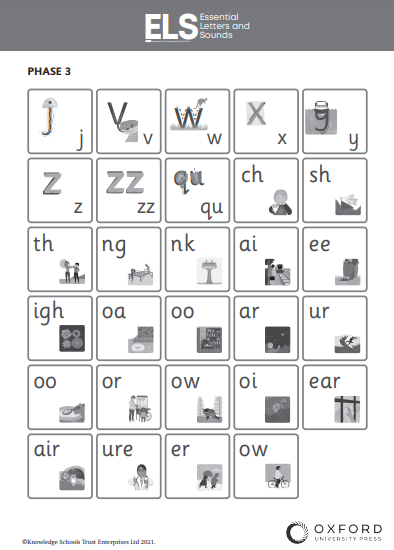 ELS Essential
Letters and
Sounds
PHASE 3
j v w x y
z zz qu ch sh
th ng nk ai ee
igh oa oo ar ur
oo or ow oi ear
air ure er ow
OXFORD
UNIVERSITY PRESS
©Knowledge Schools Trust Enterprises Ltd 2021.